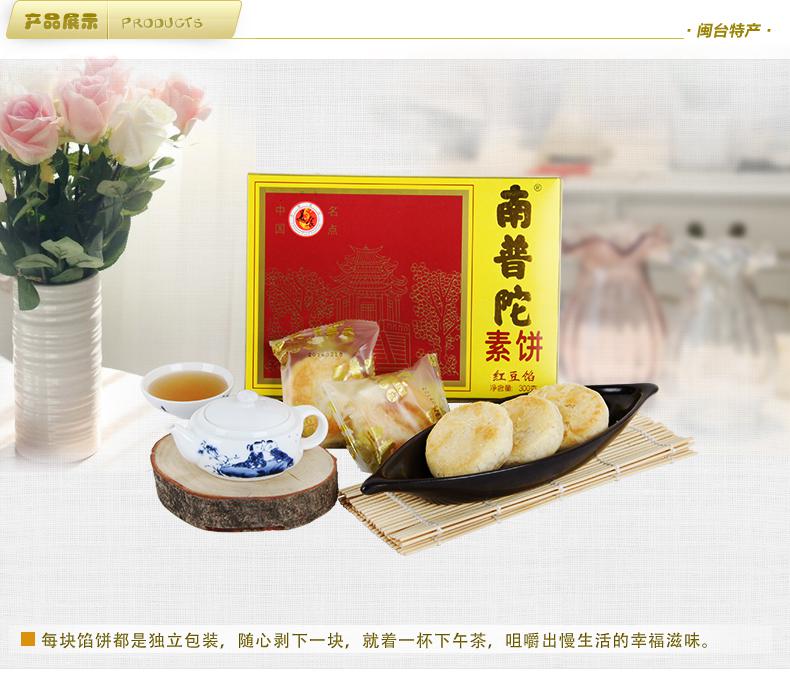 产品展示 PRODUCTS
· 闽台特产 ·
中国
名点
南普陀®
素饼
红豆馅
净含量: 300克
20140218
每块馅饼都是独立包装，随心剥下一块，就着一杯下午茶，咀嚼出慢生活的幸福滋味。